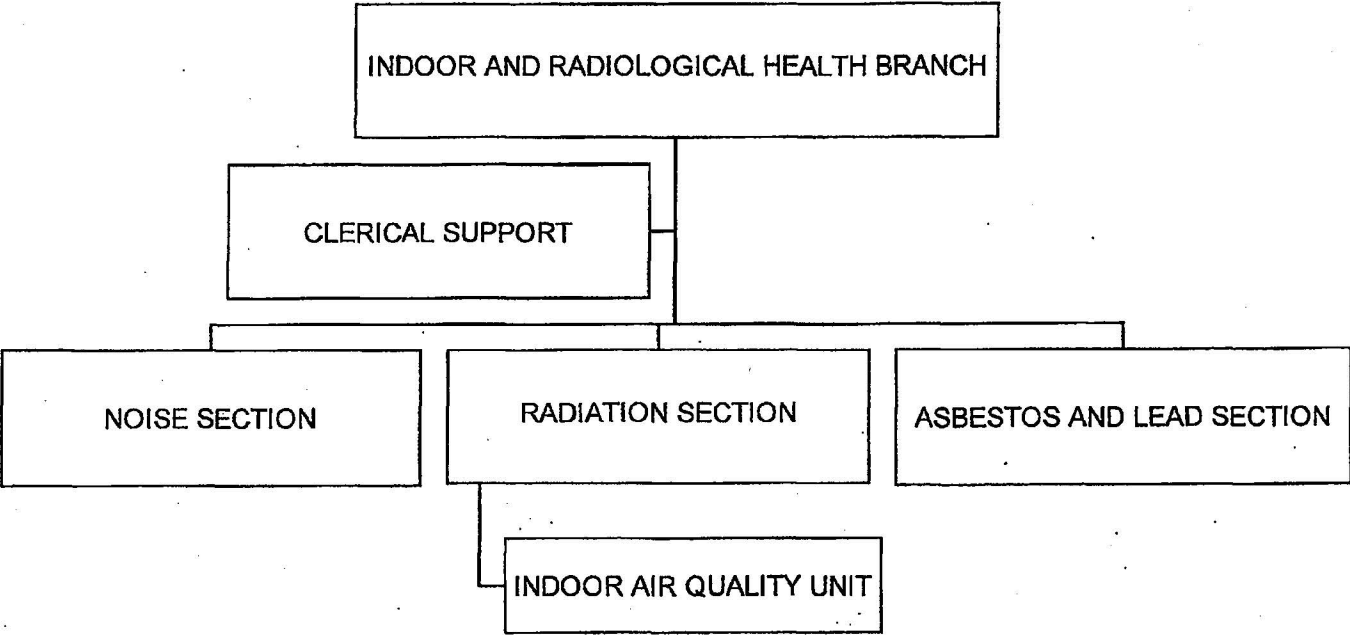 INDOOR AND RADIOLOGICAL HEALTH BRANCH
CLERICAL SUPPORT
NOISE SECTION
RADIATION SECTION
ASBESTOS AND LEAD SECTION
INDOOR AIR QUALITY UNIT